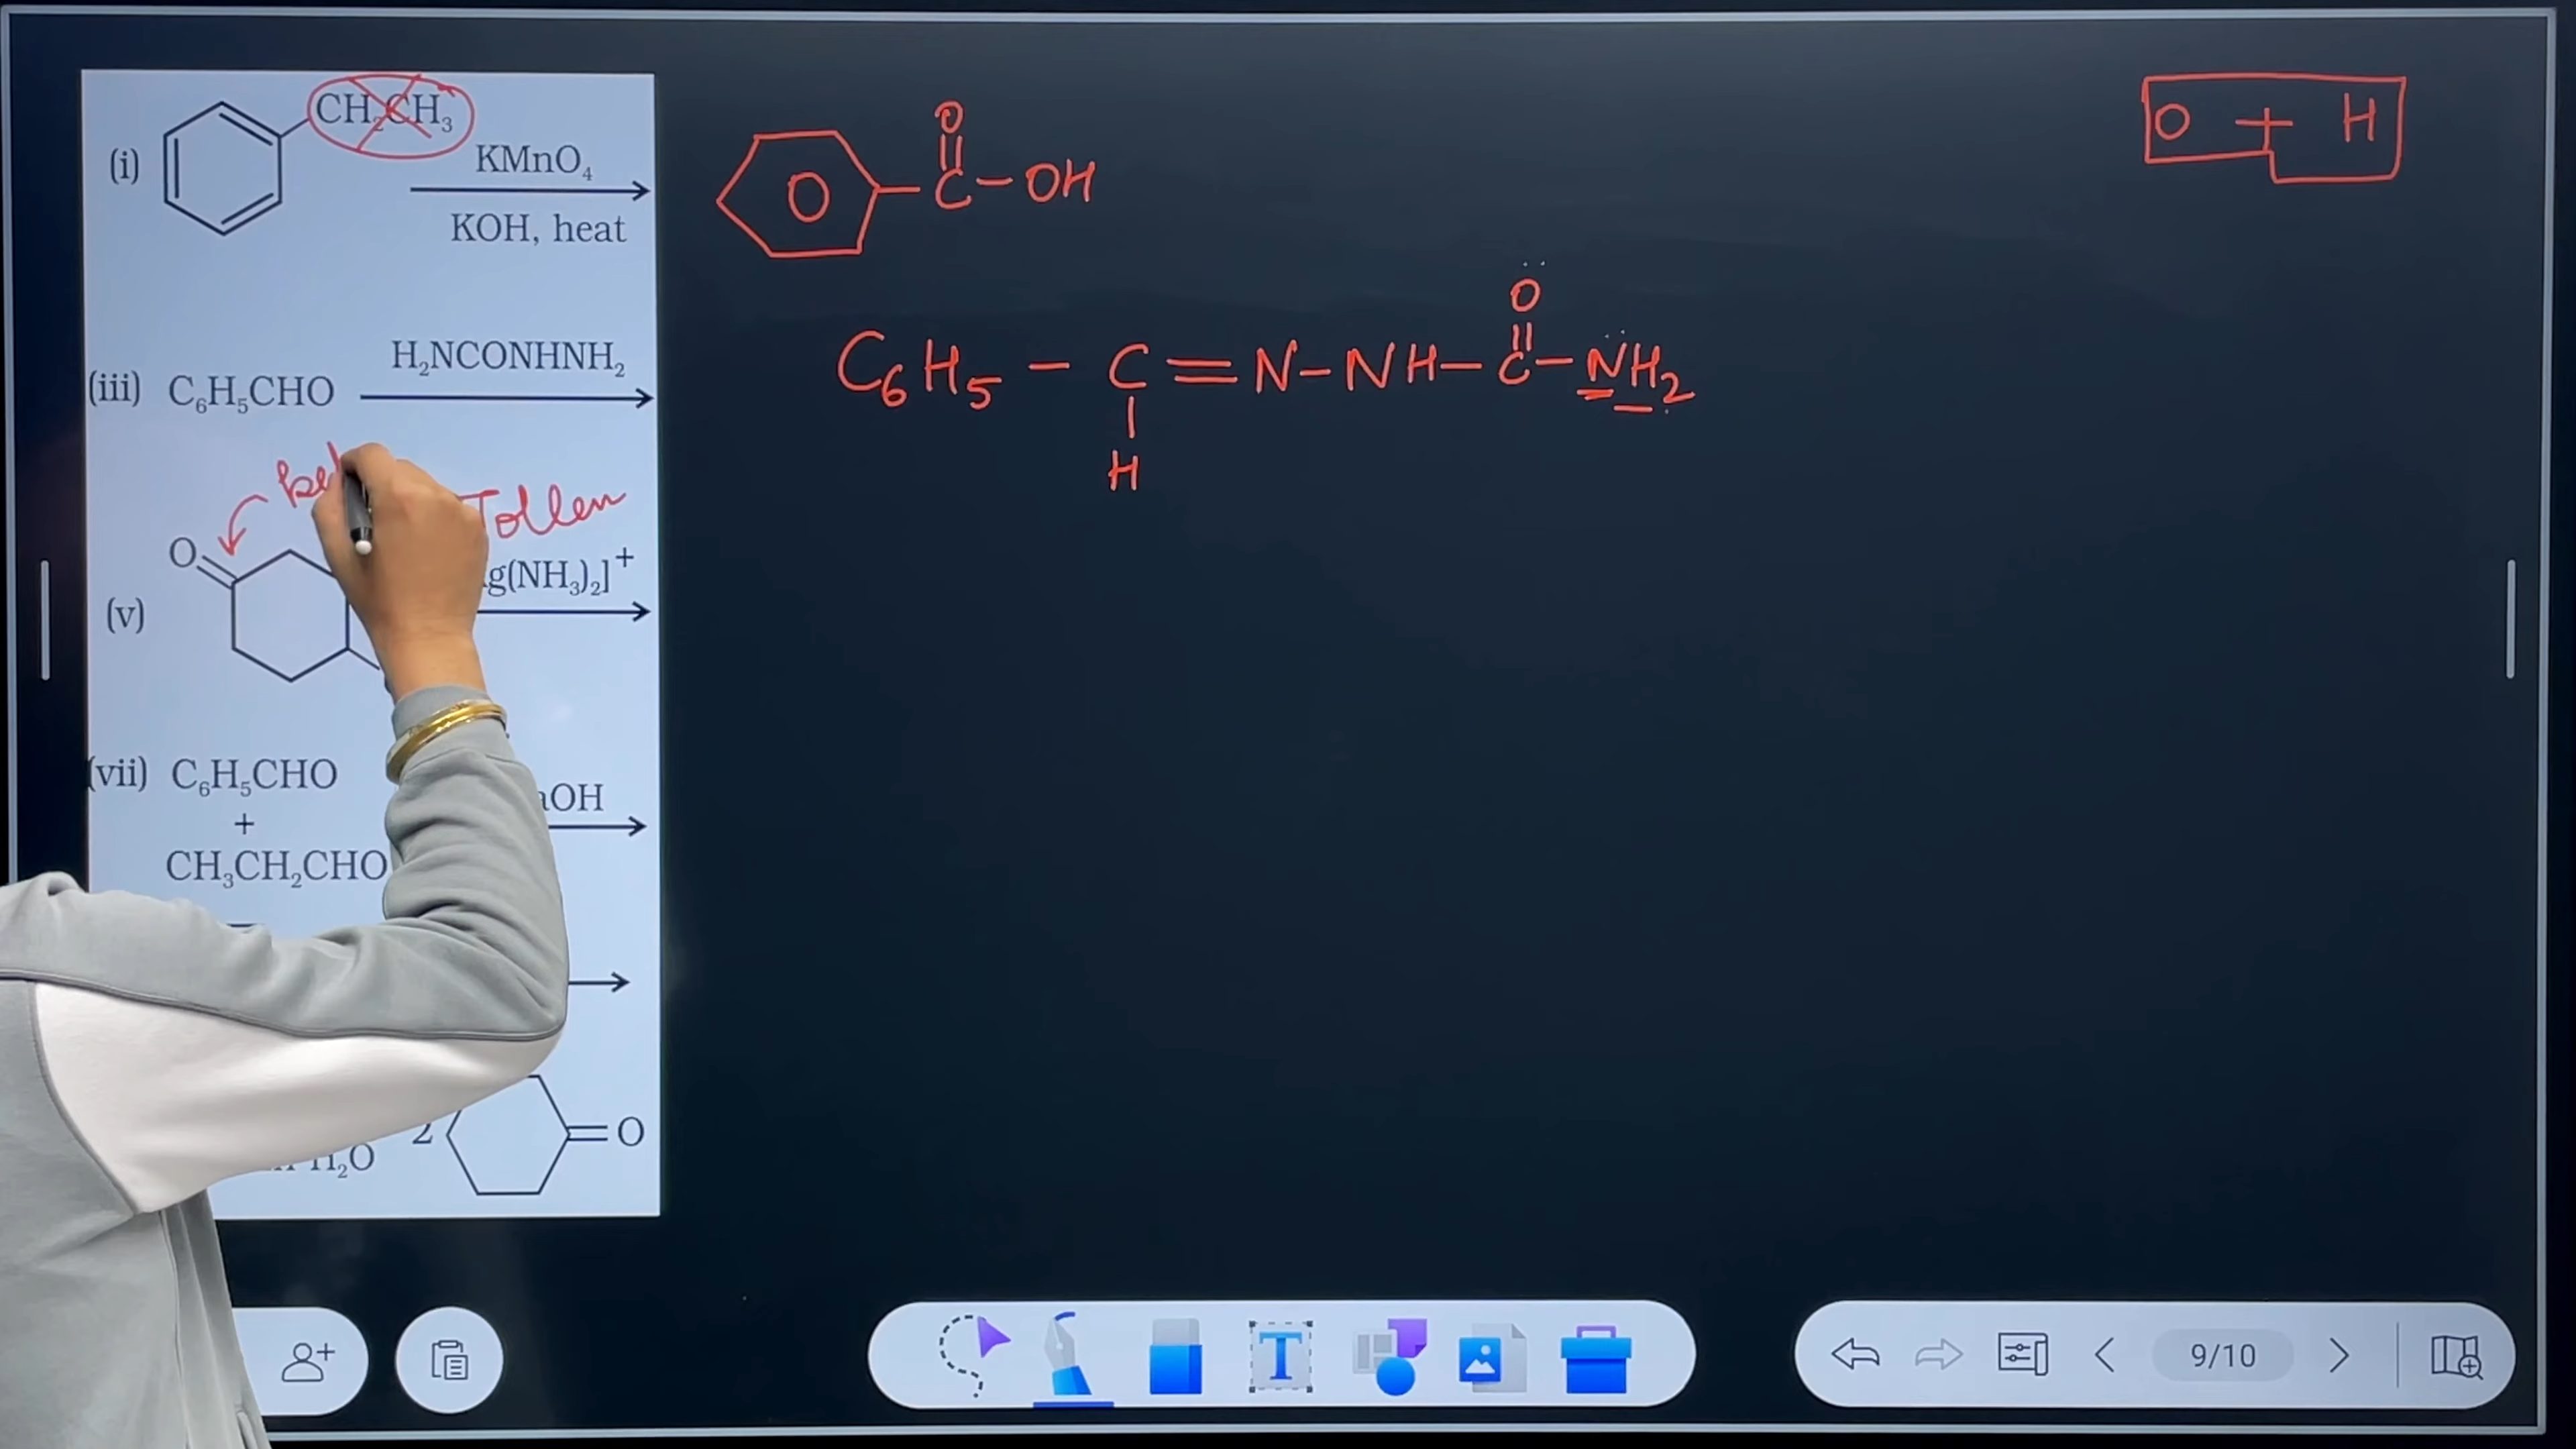 (i) CH₂CH₃
KMnO₄
KOH, heat
O
C – OH
O
O + H
(iii) C₆H₅CHO H₂NCONHNH₂
C₆H₅ – C = N – NH – C – NH₂
O
H
Tollen
O
g(NH₃)₂]⁺
(v)
(vii) C₆H₅CHO
+
CH₃CH₂CHO
OH
2 O
H₂O
T
9/10